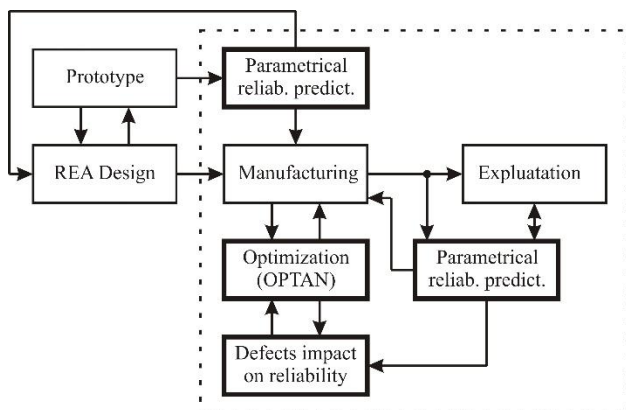 Prototype
Parametrical
reliab. predict.
REA Design
Manufacturing
Expluatation
Optimization
(OPTAN)
Parametrical
reliab. predict.
Defects impact
on reliability